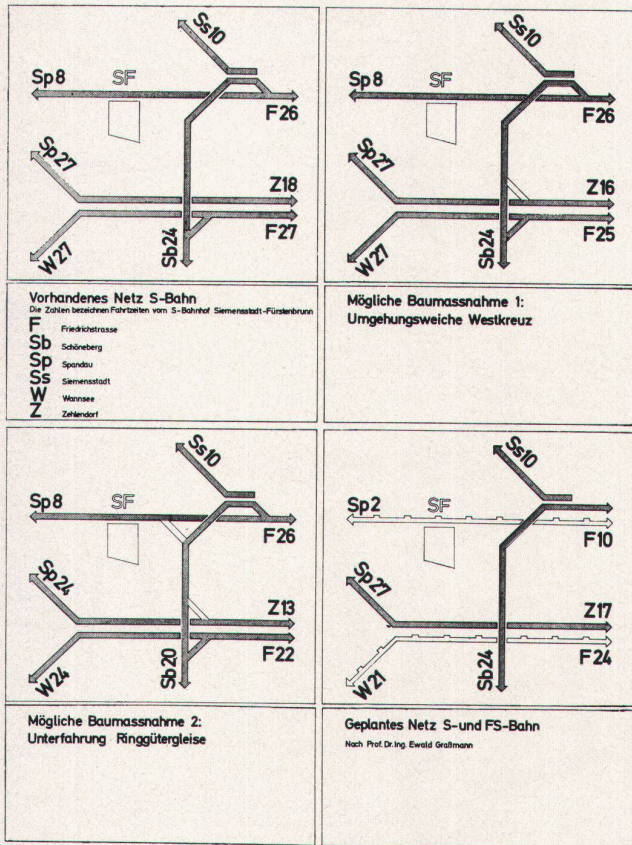 Ss10
Sp8
SF
F26
Sp27
Z18
F27
W27
Sb24
Vorhandenes Netz S-Bahn
Die Zahlen bezeichnen Fahrtzeiten vom S-Bahnhof Siemensstadt-Fürstenbrunn
F Friedrichstrasse
Sb Schöneberg
Sp Spandau
Ss Siemensstadt
W Wannsee
Z Zehlendorf
Ss10
Sp8
SF
F26
Sp27
Z16
F25
W27
Sb24
Mögliche Baumassnahme 1:
Umgehungsweiche Westkreuz
Ss10
Sp8
SF
F26
Sp24
Z13
F22
W24
Sb20
Mögliche Baumassnahme 2:
Unterfahrung Ringgütergleise
Ss10
Sp2
SF
F10
Sp27
Z17
F24
W21
Sb24
Geplantes Netz S-und FS-Bahn
Nach Prof. Dr. Ing. Ewald Graßmann